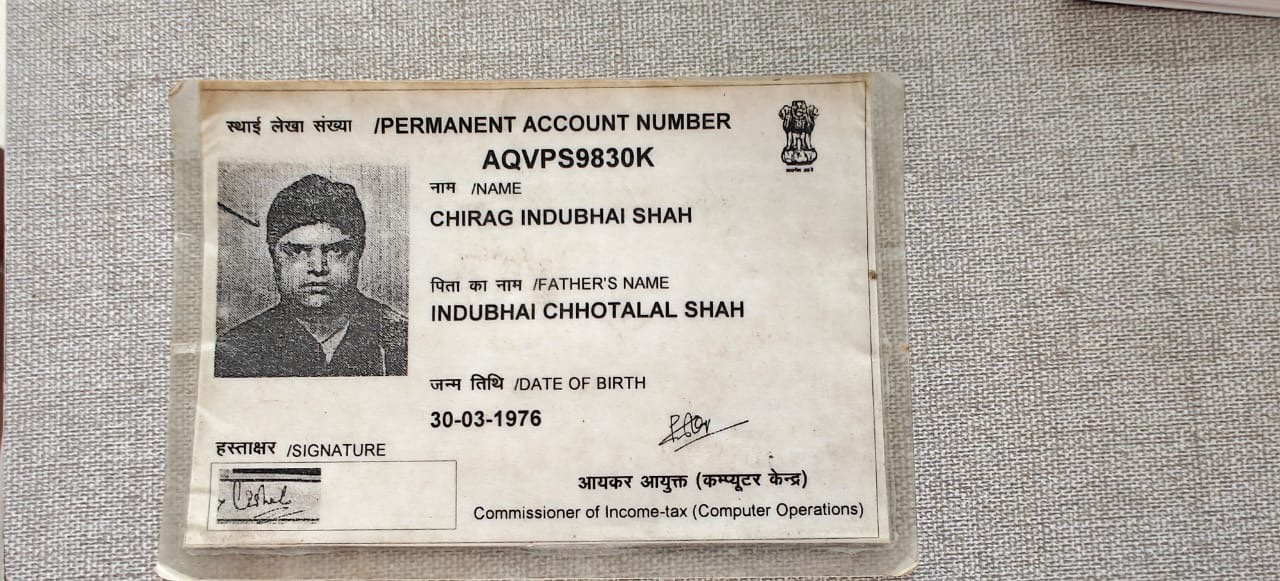 स्थाई लेखा संख्या /PERMANENT ACCOUNT NUMBER
AQVPS9830K
नाम /NAME
CHIRAG INDUBHAI SHAH
पिता का नाम /FATHER'S NAME
INDUBHAI CHHOTALAL SHAH
जन्म तिथि /DATE OF BIRTH
30-03-1976
हस्ताक्षर /SIGNATURE
आयकर आयुक्त (कम्प्यूटर केन्द्र)
Commissioner of Income-tax (Computer Operations)